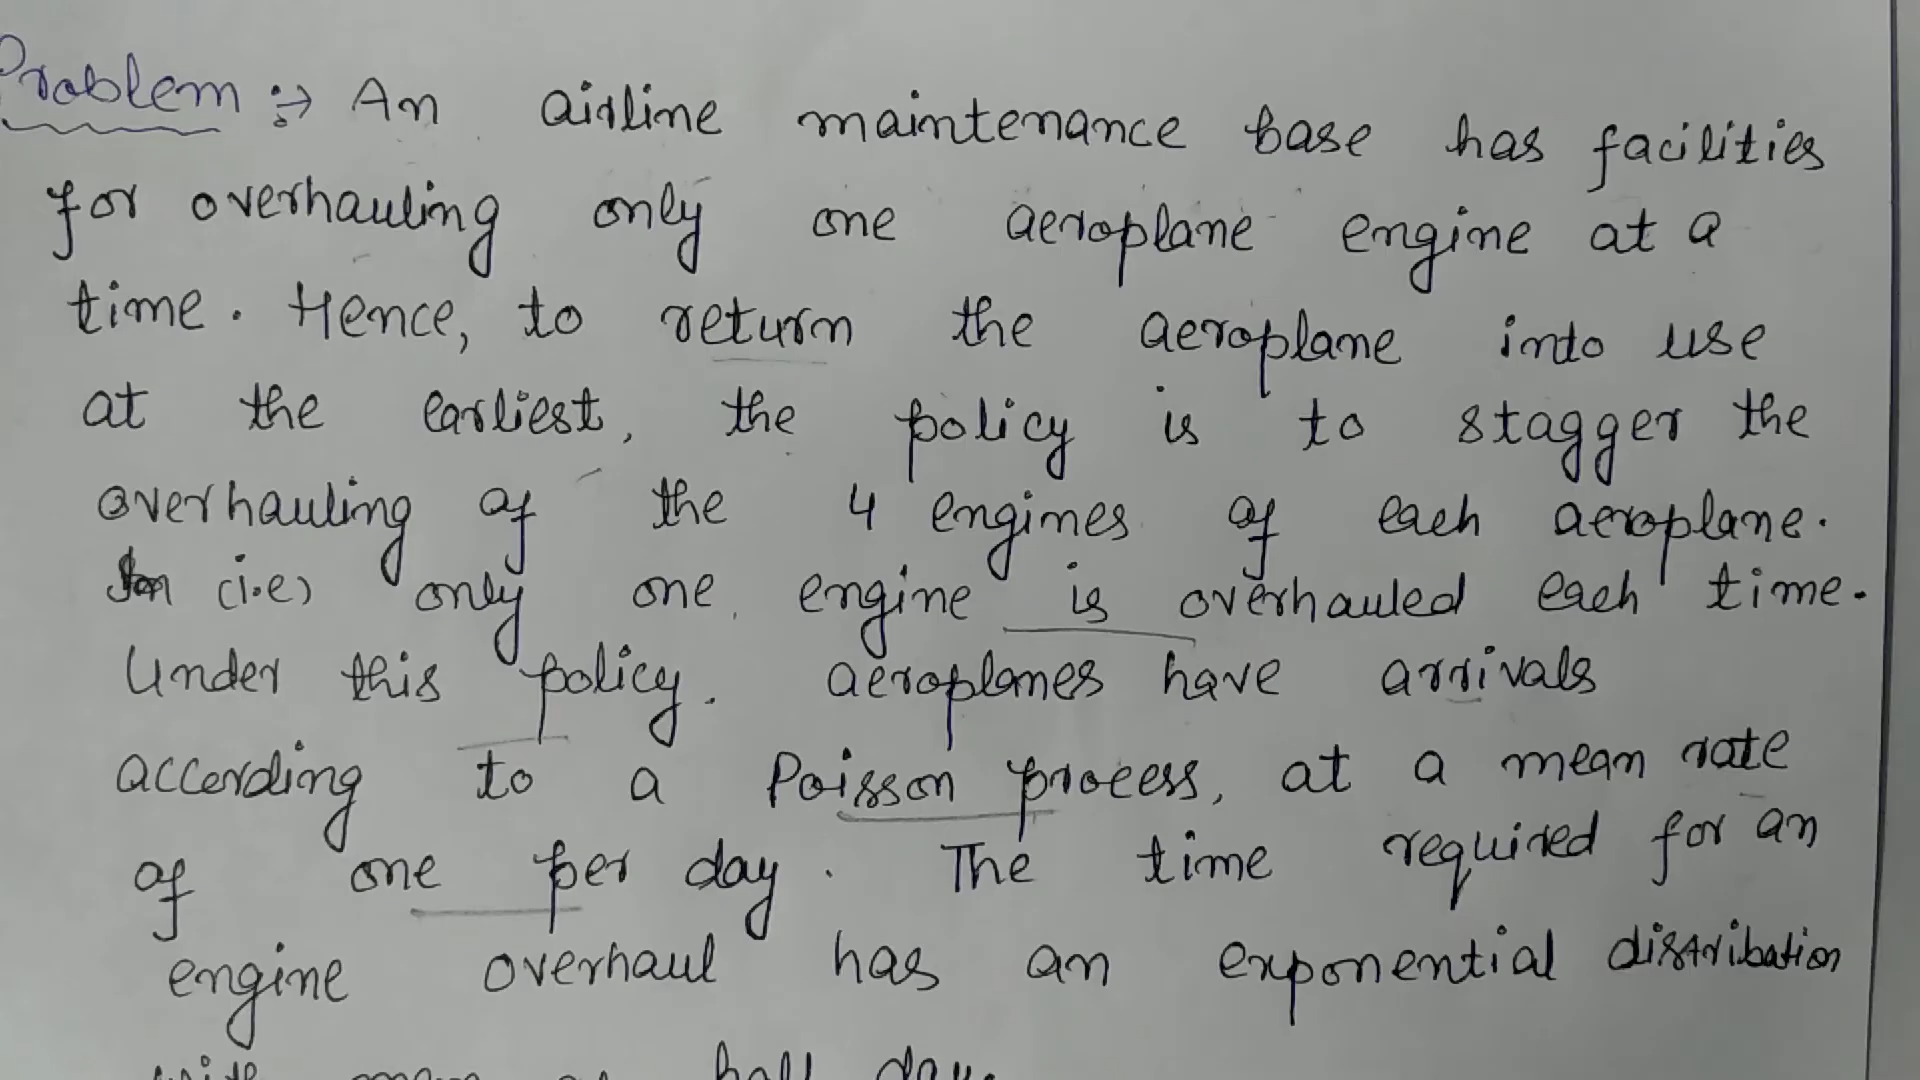 Problem :→ An airline maintenance base has facilities
for overhauling only one aeroplane engine at a
time. Hence, to return the aeroplane into use
at the earliest, the policy is to stagger the
overhauling of the 4 engines of each aeroplane.
(i.e) only one engine is overhauled each time.
Under this policy. aeroplanes have arrivals
according to a Poisson process, at a mean rate
of one per day. The time required for an
engine overhaul has an exponential distribation
half day.